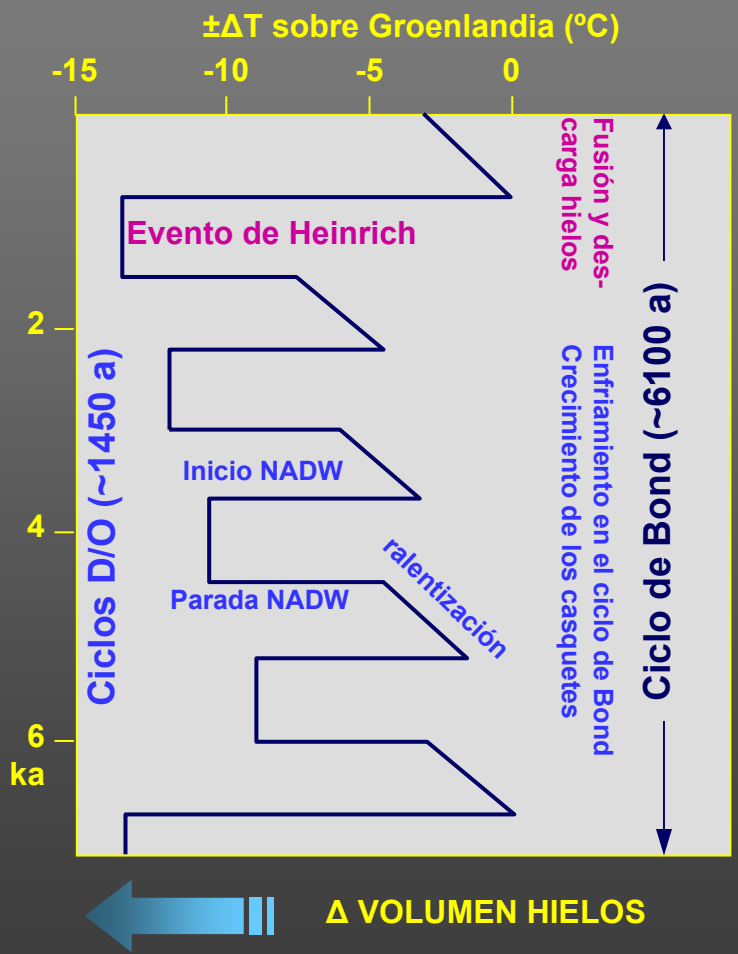 ±ΔT sobre Groenlandia (ºC)
-15 -10 -5 0
Fusión y des-
carga hielos
Evento de Heinrich
2
Ciclos D/O (~1450 a)
Enfriamiento en el ciclo de Bond
Crecimiento de los casquetes
Ciclo de Bond (~6100 a)
Inicio NADW
4
ralentización
Parada NADW
6
ka
Δ VOLUMEN HIELOS